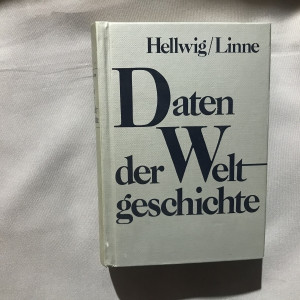 Hellwig/Linne
Daten
der Welt-
geschichte